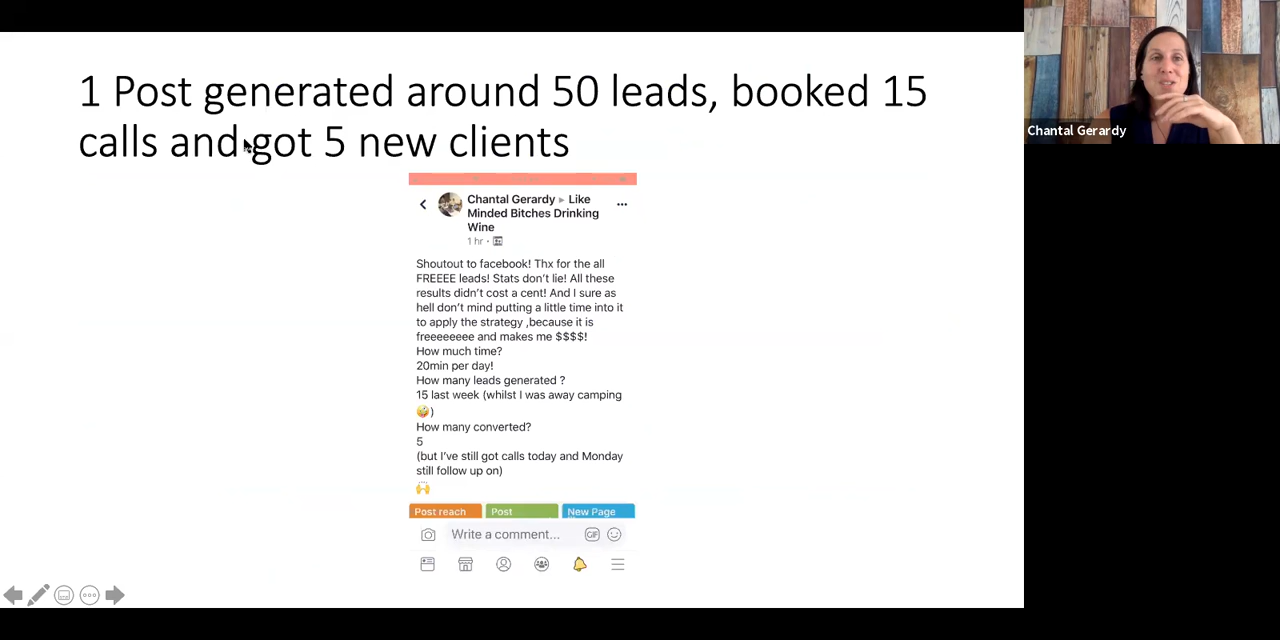 1 Post generated around 50 leads, booked 15
calls and got 5 new clients
Chantal Gerardy
Chantal Gerardy ▸ Like
Minded Bitches Drinking
Wine
1 hr •
Shoutout to facebook! Thx for the all
FREEEE leads! Stats don't lie! All these
results didn't cost a cent! And I sure as
hell don't mind putting a little time into it
to apply the strategy ,because it is
freeeeeeee and makes me $$$$!
How much time?
20min per day!
How many leads generated ?
15 last week (whilst I was away camping
🤪)
How many converted?
5
(but I've still got calls today and Monday
still follow up on)
🙌
Post reach
Post
New Page
Write a comment...
GIF